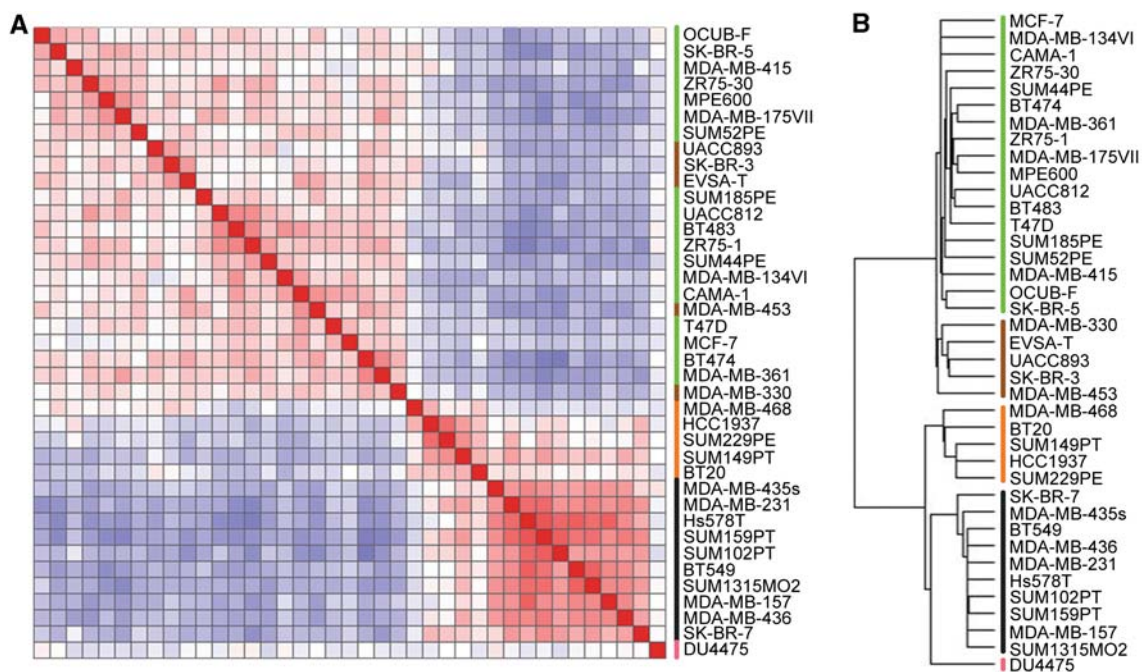 A
OCUB-F
SK-BR-5
MDA-MB-415
ZR75-30
MPE600
MDA-MB-175VII
SUM52PE
UACC893
SK-BR-3
EVSA-T
SUM185PE
UACC812
BT483
ZR75-1
SUM44PE
MDA-MB-134VI
CAMA-1
MDA-MB-453
T47D
MCF-7
BT474
MDA-MB-361
MDA-MB-330
MDA-MB-468
HCC1937
SUM229PE
SUM149PT
BT20
MDA-MB-435s
MDA-MB-231
Hs578T
SUM159PT
SUM102PT
BT549
SUM1315MO2
MDA-MB-157
MDA-MB-436
SK-BR-7
DU4475
B
MCF-7
MDA-MB-134VI
CAMA-1
ZR75-30
SUM44PE
BT474
MDA-MB-361
ZR75-1
MDA-MB-175VII
MPE600
UACC812
BT483
T47D
SUM185PE
SUM52PE
MDA-MB-415
OCUB-F
SK-BR-5
MDA-MB-330
EVSA-T
UACC893
SK-BR-3
MDA-MB-453
MDA-MB-468
BT20
SUM149PT
HCC1937
SUM229PE
SK-BR-7
MDA-MB-435s
BT549
MDA-MB-436
MDA-MB-231
Hs578T
SUM102PT
SUM159PT
MDA-MB-157
SUM1315MO2
DU4475